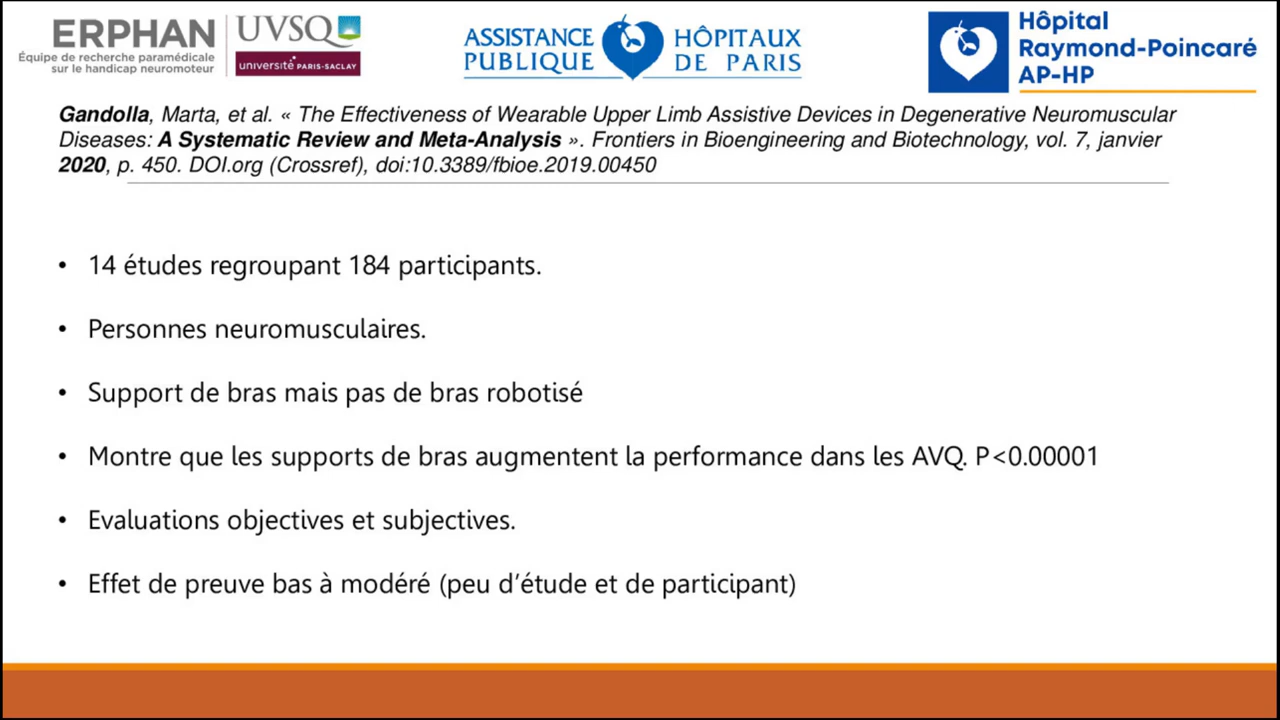 ERPHAN
Équipe de recherche paramédicale
sur le handicap neuromoteur
UVSQ
université PARIS-SACLAY
ASSISTANCE
PUBLIQUE
HÔPITAUX
DE PARIS
Hôpital
Raymond-Poincaré
AP-HP
Gandolla, Marta, et al. « The Effectiveness of Wearable Upper Limb Assistive Devices in Degenerative Neuromuscular
Diseases: A Systematic Review and Meta-Analysis ». Frontiers in Bioengineering and Biotechnology, vol. 7, janvier
2020, p. 450. DOI.org (Crossref), doi:10.3389/fbioe.2019.00450
• 14 études regroupant 184 participants.
• Personnes neuromusculaires.
• Support de bras mais pas de bras robotisé
• Montre que les supports de bras augmentent la performance dans les AVQ. P<0.00001
• Evaluations objectives et subjectives.
• Effet de preuve bas à modéré (peu d’étude et de participant)